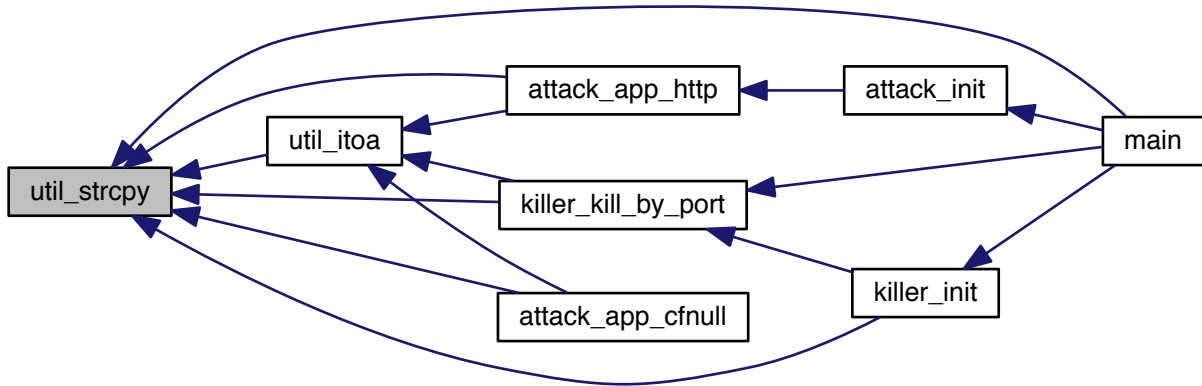 attack_app_http
attack_init
util_itoa
main
util_strcpy
killer_kill_by_port
killer_init
attack_app_cfnull